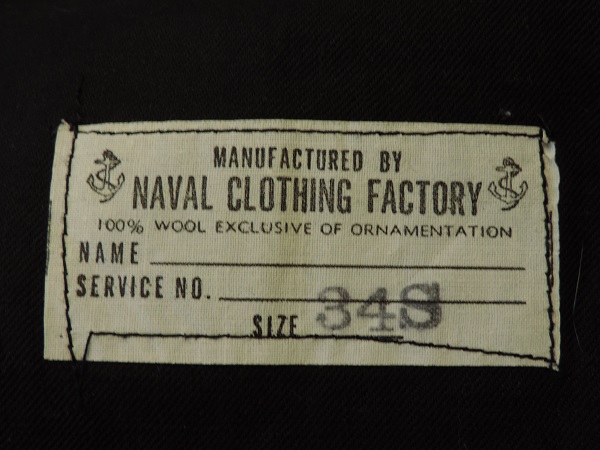 MANUFACTURED BY
NAVAL CLOTHING FACTORY
100% WOOL EXCLUSIVE OF ORNAMENTATION
NAME
SERVICE NO.
SIZE 34S